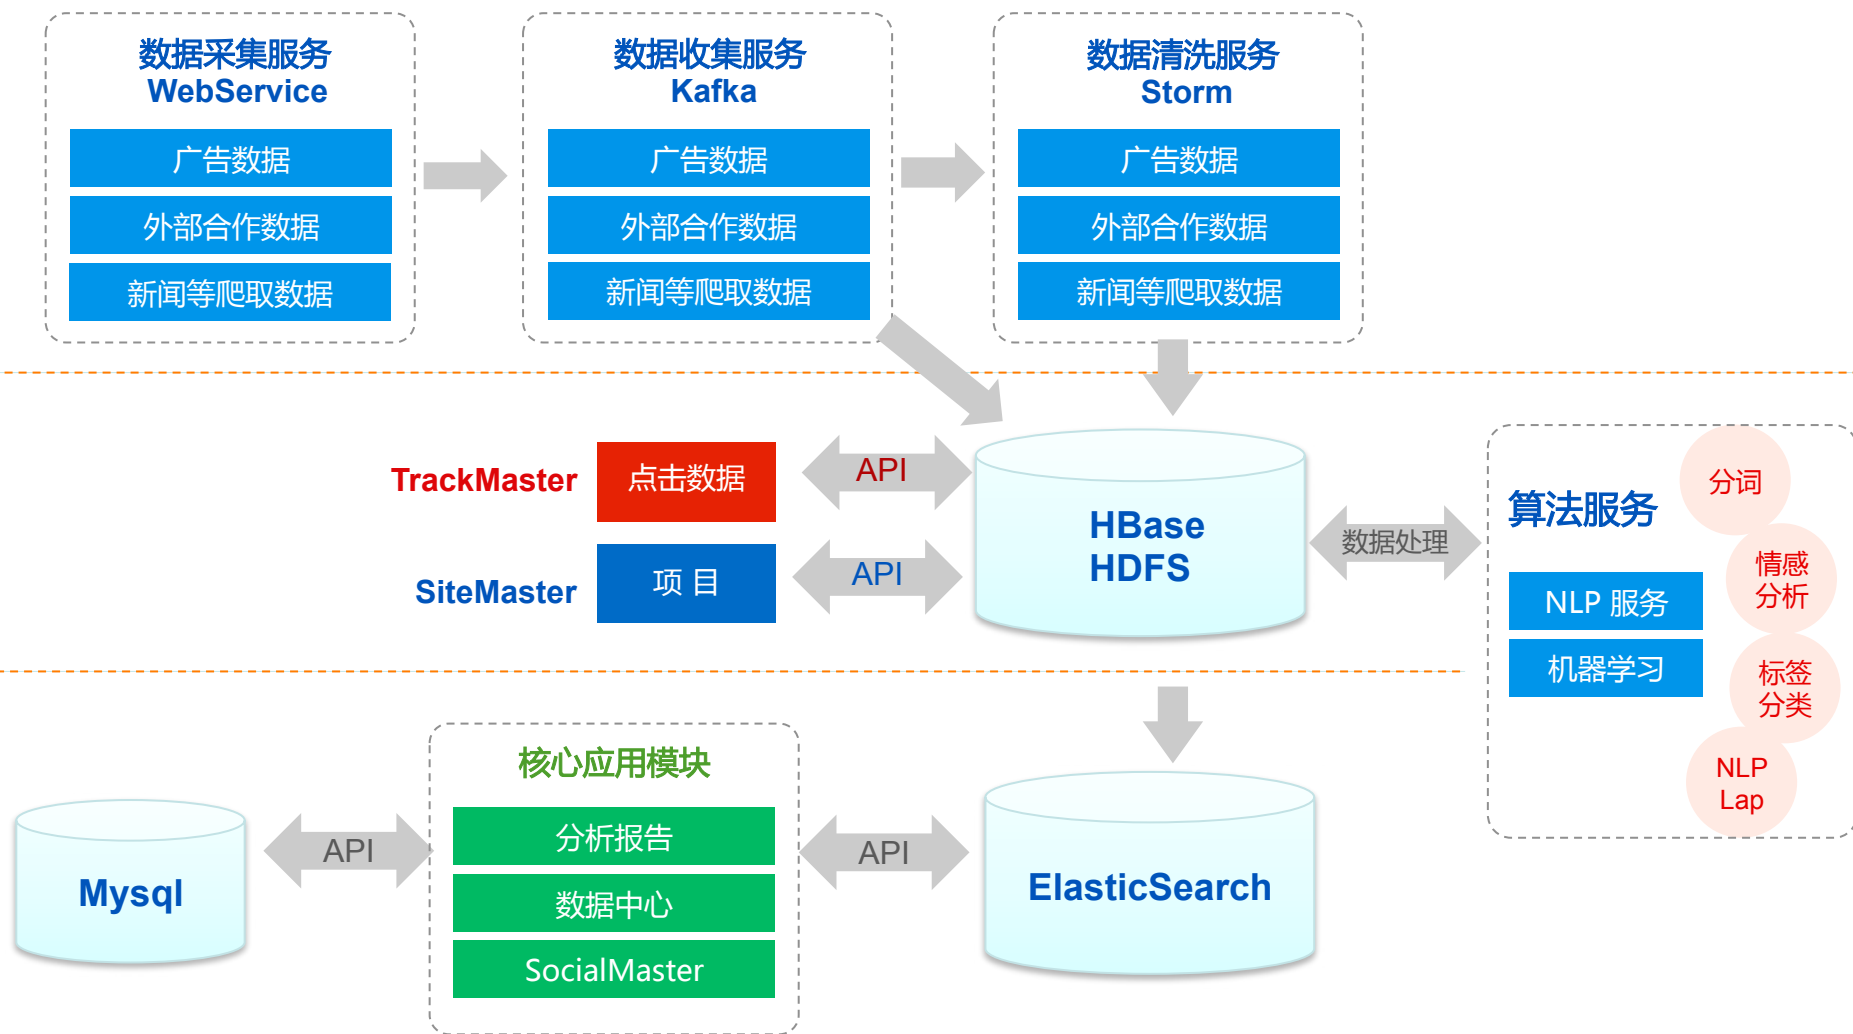 数据采集服务
WebService
广告数据
外部合作数据
新闻等爬取数据
数据收集服务
Kafka
广告数据
外部合作数据
新闻等爬取数据
数据清洗服务
Storm
广告数据
外部合作数据
新闻等爬取数据
TrackMaster
点击数据
API
SiteMaster
项 目
API
HBase
HDFS
数据处理
算法服务
NLP 服务
机器学习
分词
情感
分析
标签
分类
NLP
Lap
Mysql
API
核心应用模块
分析报告
数据中心
SocialMaster
API
ElasticSearch